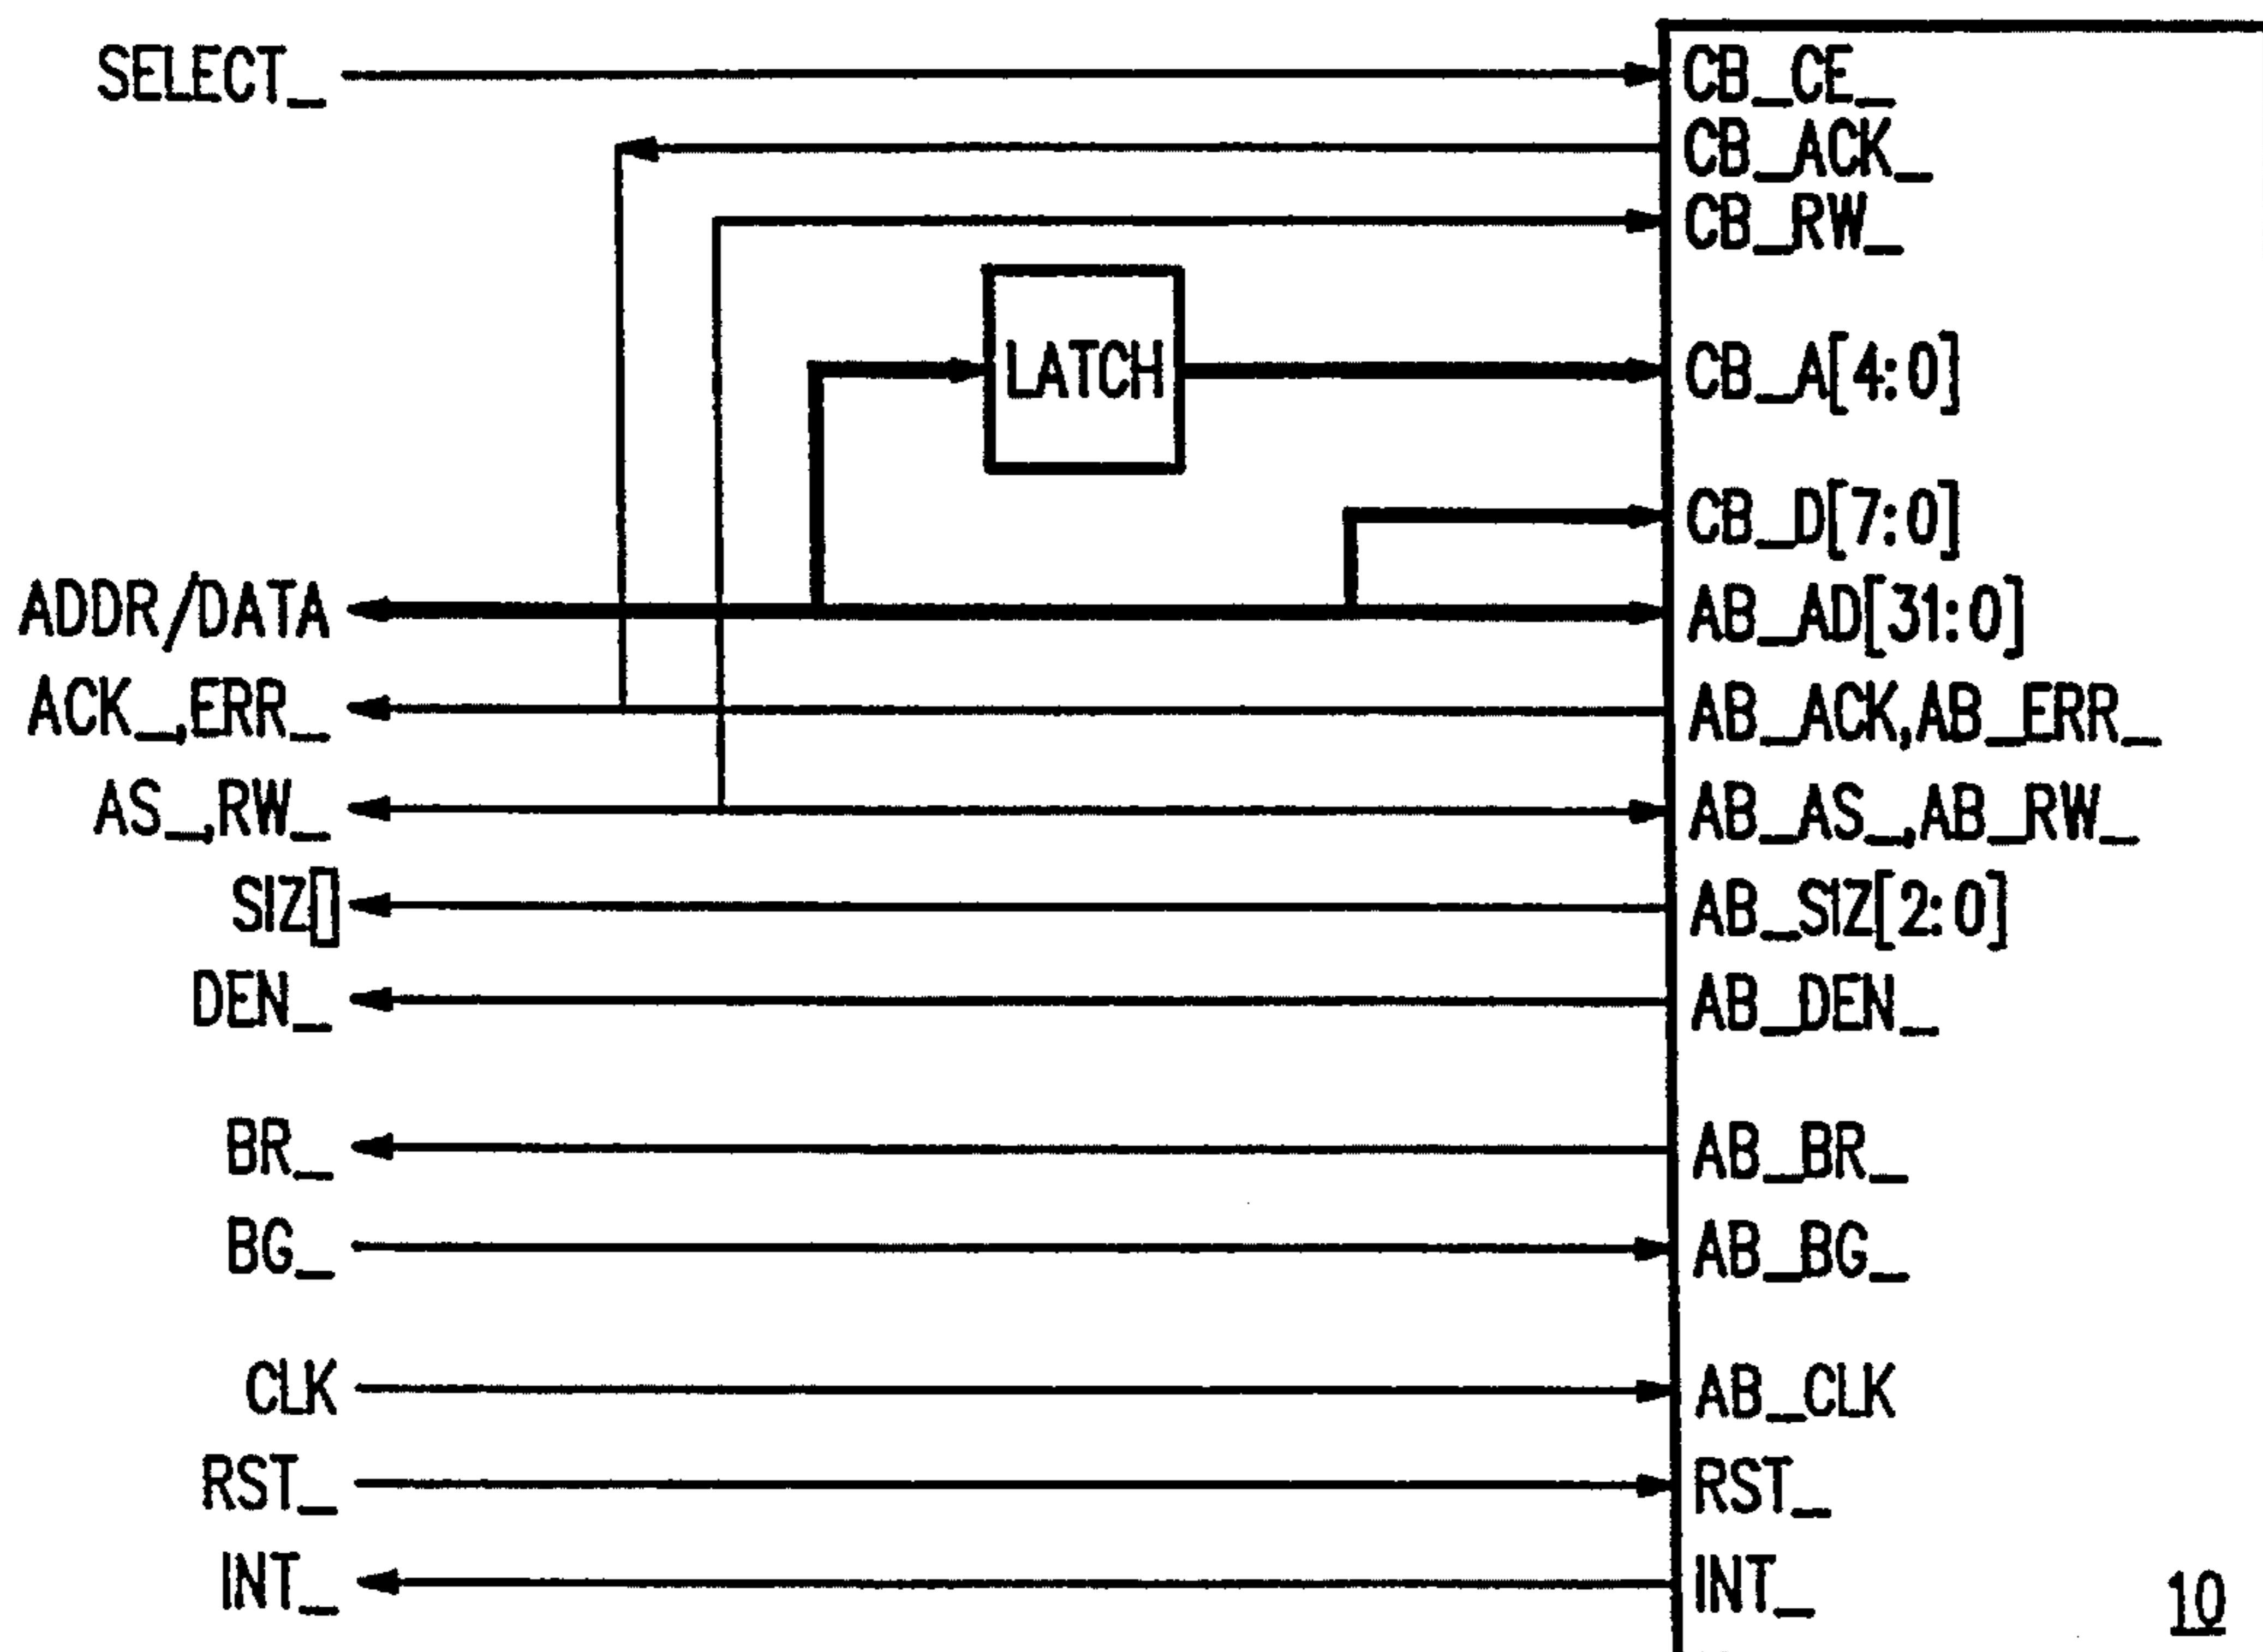 SELECT_ CB_CE_
CB_ACK_
CB_RW_
LATCH CB_A[4:0]
CB_D[7:0]
ADDR/DATA AB_AD[31:0]
ACK_,ERR_ AB_ACK,AB_ERR_
AS_,RW_ AB_AS_,AB_RW_
SIZ[] AB_SIZ[2:0]
DEN_ AB_DEN_
BR_ AB_BR_
BG_ AB_BG_
CLK AB_CLK
RST_ RST_
INT_ INT_
10